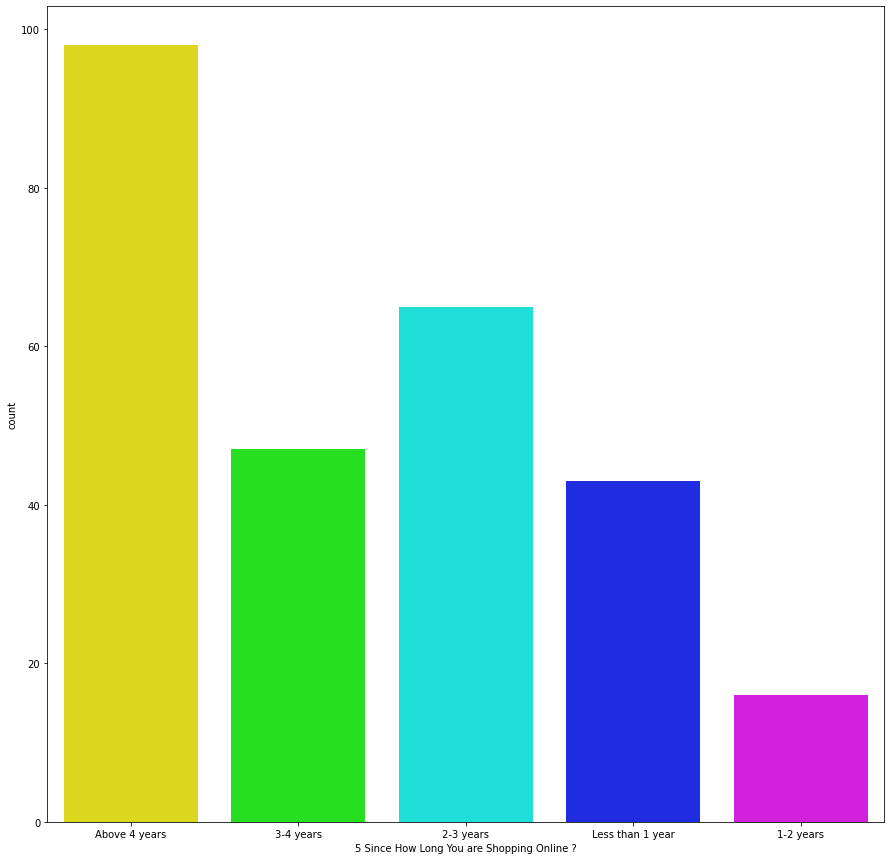 100
80
60
40
20
0
count
Above 4 years
3-4 years
2-3 years
Less than 1 year
1-2 years
5 Since How Long You are Shopping Online ?